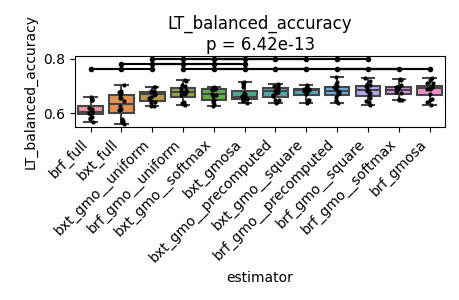 LT_balanced_accuracy
p = 6.42e-13
LT_balanced_accuracy
0.8
0.6
brf_full
bxt_full
bxt_gmo__uniform
brf_gmo__uniform
bxt_gmo__softmax
bxt_gmosa
bxt_gmo__precomputed
bxt_gmo__square
brf_gmo__precomputed
brf_gmo__square
brf_gmo__softmax
brf_gmosa
estimator